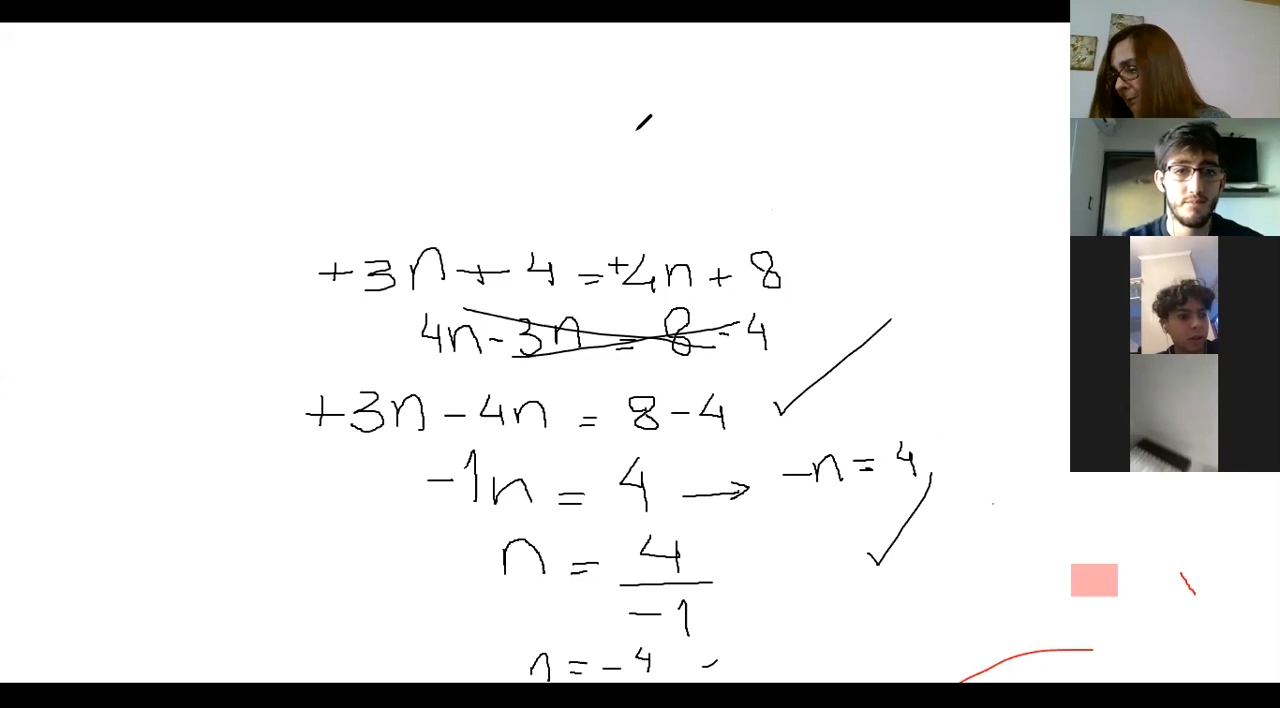 +3n + 4 = +4n + 8
4n - 3n = 8 - 4
+3n - 4n = 8 - 4
-1n = 4 → -n = 4
n = 4/-1
n = -4